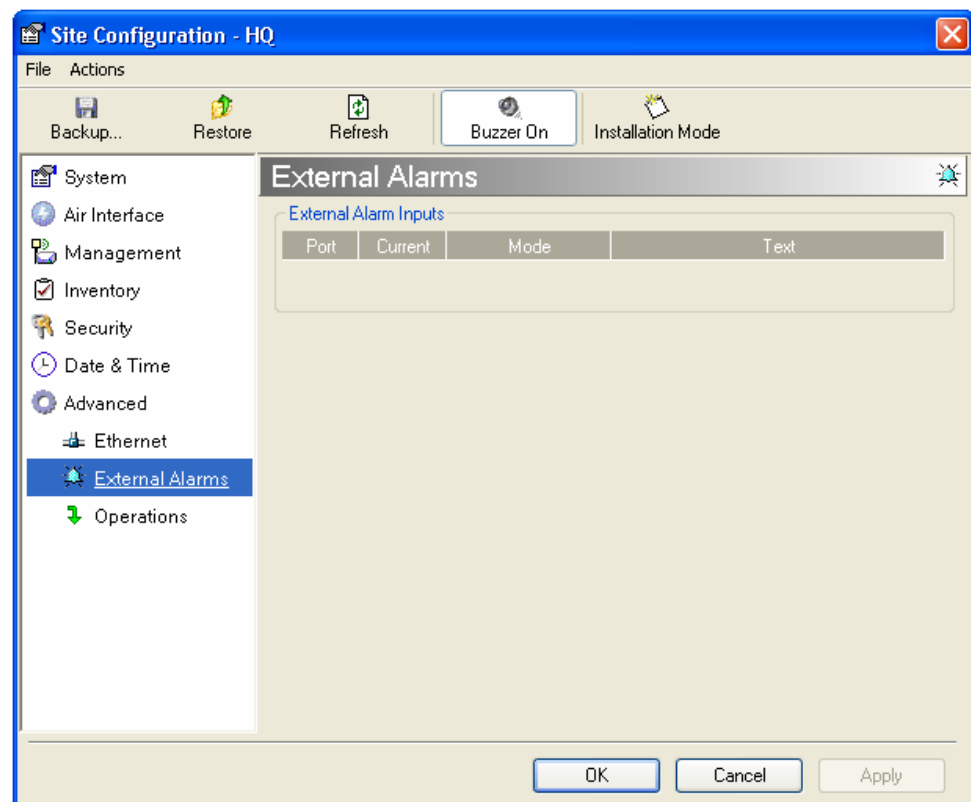 Site Configuration - HQ
File Actions
Backup... Restore Refresh Buzzer On Installation Mode
System
Air Interface
Management
Inventory
Security
Date & Time
Advanced
Ethernet
External Alarms
Operations
External Alarms
External Alarm Inputs
Port Current Mode Text
OK Cancel Apply